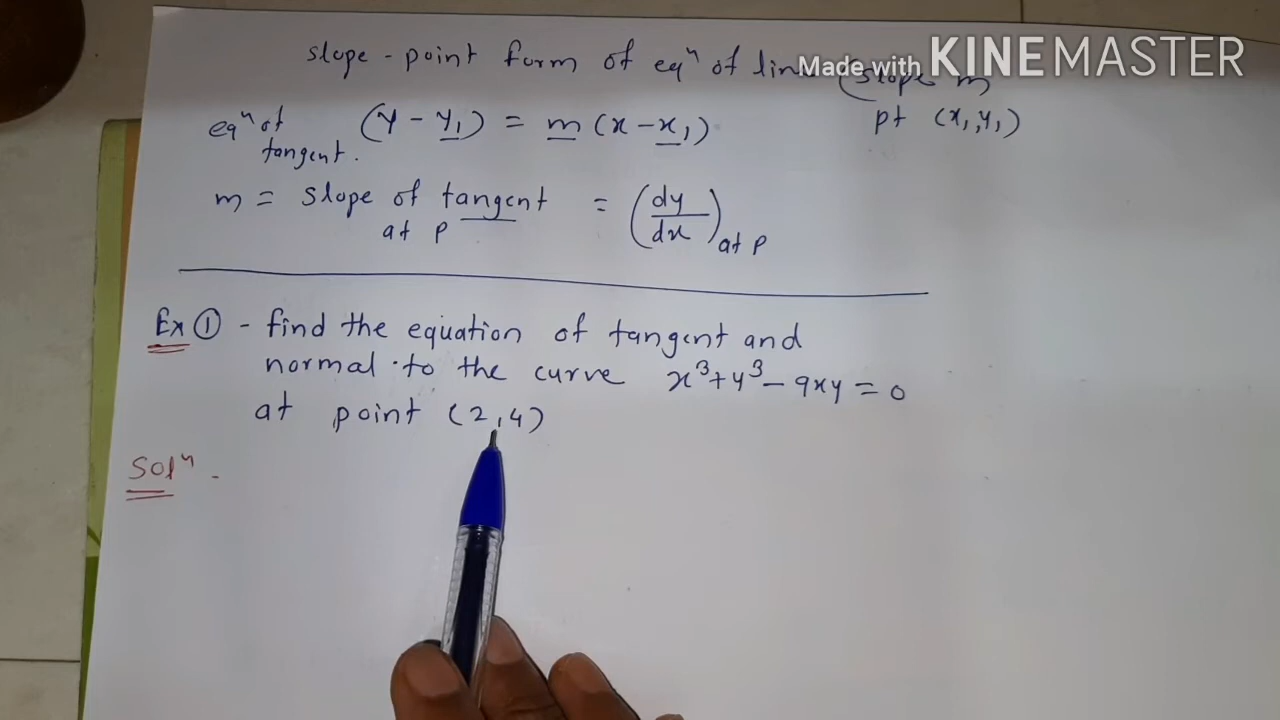 slope - point form of eqⁿ of line (slope m
Made with KINEMASTER
pt (x₁, y₁)
eqⁿ of (y - y₁) = m (x - x₁)
tangent.
m = slope of tangent = (dy/dx) at P
at P
Ex ① - find the equation of tangent and
normal to the curve x³ + y³ - 9xy = 0
at point (2,4)
Solⁿ -